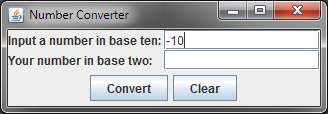 Number Converter
Input a number in base ten: -10
Your number in base two:
Convert Clear